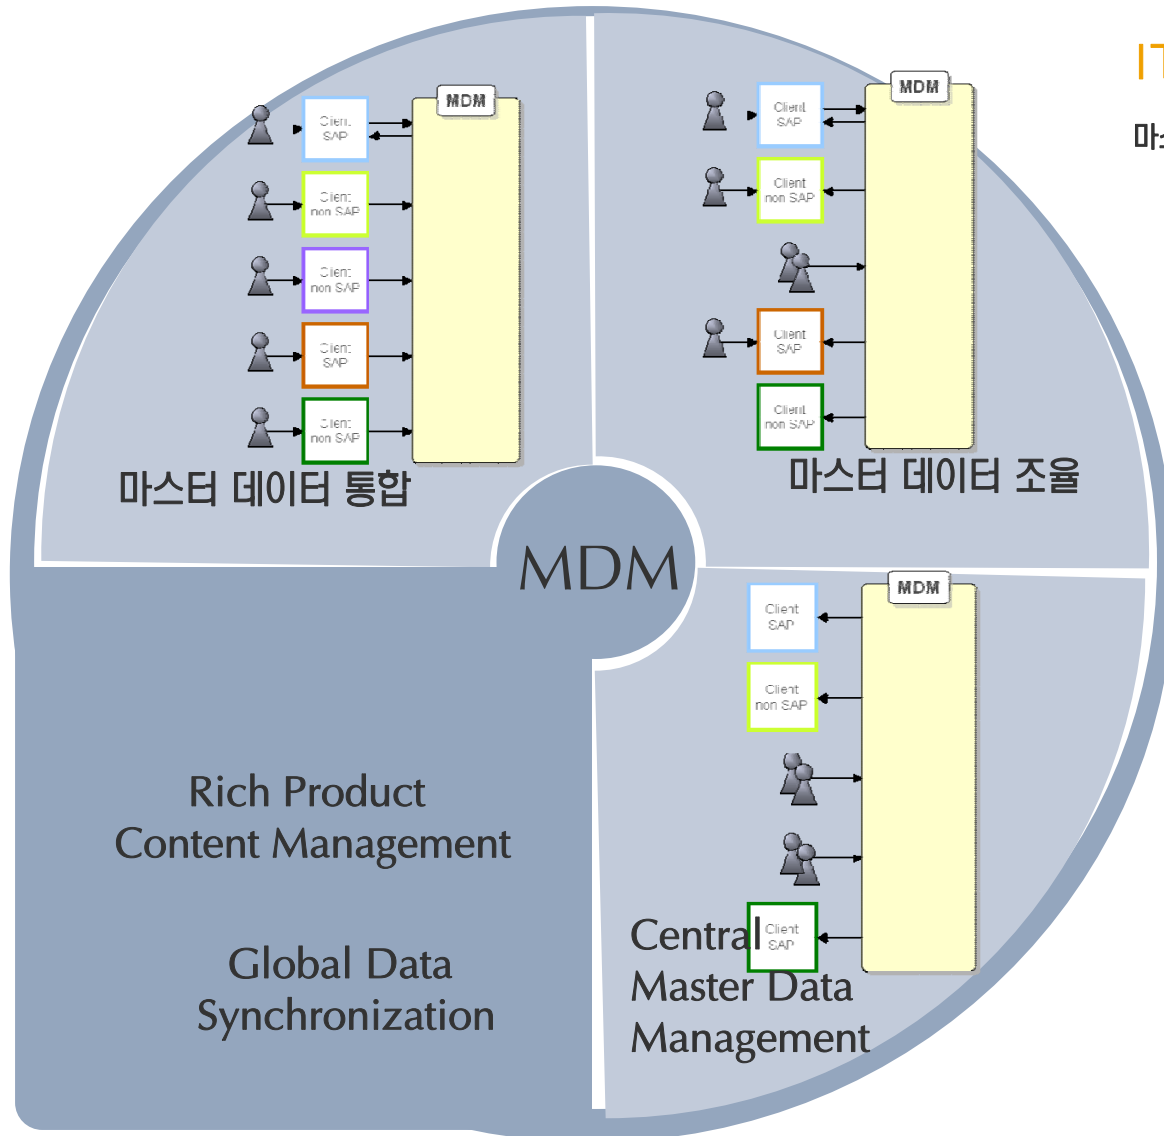 MDM
Client
SAP
Client
non SAP
Client
non SAP
Client
SAP
Client
non SAP
마스터 데이터 통합
MDM
Client
SAP
Client
non SAP
Client
SAP
Client
non SAP
마스터 데이터 조율
MDM
MDM
Client
SAP
Client
non SAP
Client
SAP
Central
Master Data
Management
Rich Product
Content Management
Global Data
Synchronization